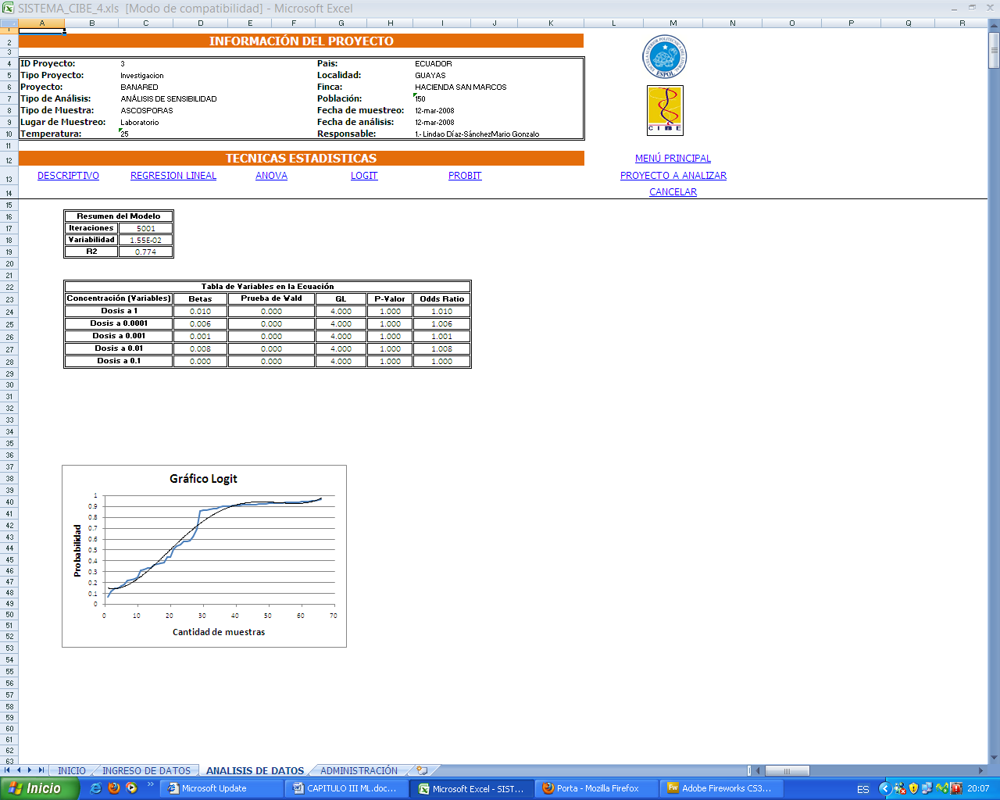 SISTEMA_CIBE_4.xls [Modo de compatibilidad] - Microsoft Excel
A B C D E F G H I J K L M N O P Q R
INFORMACIÓN DEL PROYECTO
ID Proyecto: 3 Pais: ECUADOR
Tipo Proyecto: Investigacion Localidad: GUAYAS
Proyecto: BANARED Finca: HACIENDA SAN MARCOS
Tipo de Análisis: ANÁLISIS DE SENSIBILIDAD Población: 150
Tipo de Muestra: ASCOSPORAS Fecha de muestreo: 12-mar-2008
Lugar de Muestreo: Laboratorio Fecha de análisis: 12-mar-2008
Temperatura: 25 Responsable: 1.- Lindao Díaz-SánchezMario Gonzalo
ESPOL
CIBE
TECNICAS ESTADISTICAS
MENÚ PRINCIPAL
DESCRIPTIVO REGRESION LINEAL ANOVA LOGIT PROBIT PROYECTO A ANALIZAR
CANCELAR
Resumen del Modelo
Iteraciones 5001
Variabilidad 1.55E-02
R2 0.774
Tabla de Variables en la Ecuación
Concentración (Variables) Betas Prueba de Wald GL P-Valor Odds Ratio
Dosis a 1 0.010 0.000 4.000 1.000 1.010
Dosis a 0.0001 0.006 0.000 4.000 1.000 1.006
Dosis a 0.001 0.001 0.000 4.000 1.000 1.001
Dosis a 0.01 0.008 0.000 4.000 1.000 1.008
Dosis a 0.1 0.000 0.000 4.000 1.000 1.000
Gráfico Logit
Probabilidad
1
0.9
0.8
0.7
0.6
0.5
0.4
0.3
0.2
0.1
0
0 10 20 30 40 50 60 70
Cantidad de muestras
INICIO INGRESO DE DATOS ANALISIS DE DATOS ADMINISTRACIÓN
Inicio Microsoft Update CAPITULO III ML.doc... Microsoft Excel - SIST... Porta - Mozilla Firefox Adobe Fireworks CS3... ES 20:07